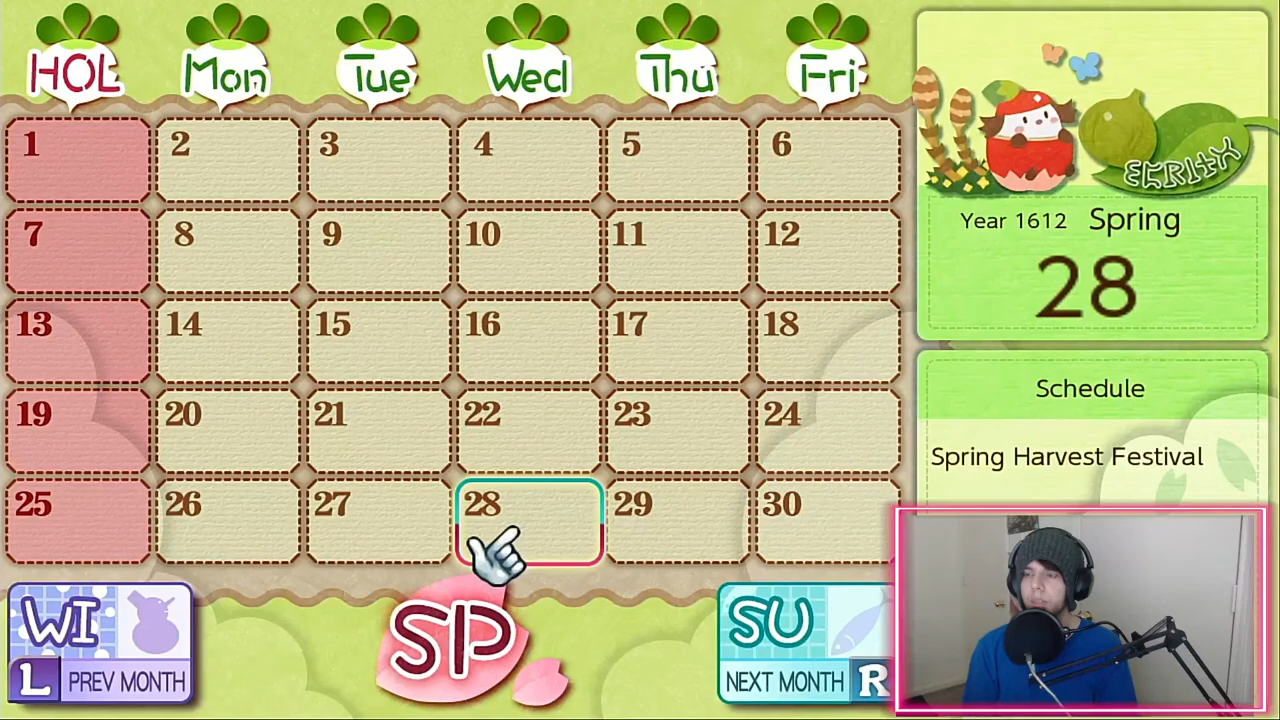 HOL Mon Tue Wed Thu Fri
1 2 3 4 5 6
7 8 9 10 11 12
13 14 15 16 17 18
19 20 21 22 23 24
25 26 27 28 29 30
WI
L PREV MONTH
SP
SU
NEXT MONTH R
Year 1612 Spring
28
Schedule
Spring Harvest Festival